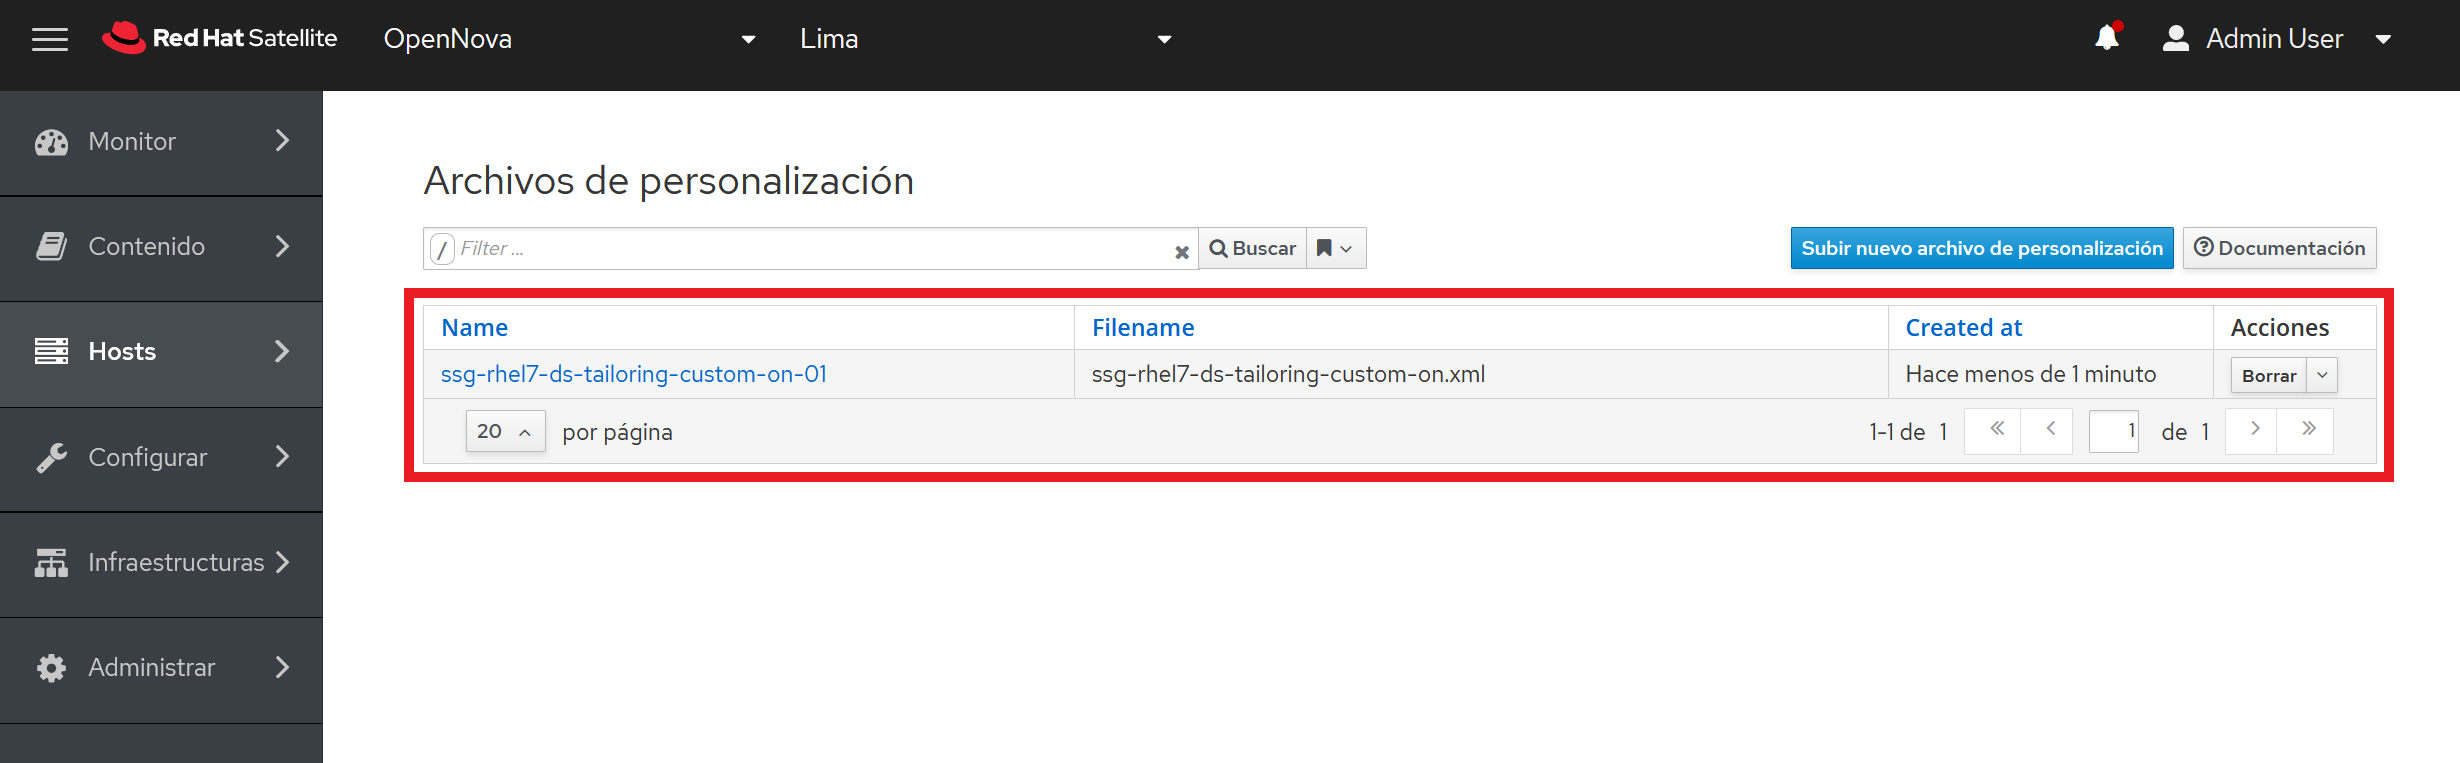 Red Hat Satellite OpenNova Lima Admin User
Monitor
Contenido
Hosts
Configurar
Infraestructuras
Administrar
Archivos de personalización
/ Filter ... Buscar Subir nuevo archivo de personalización Documentación
Name Filename Created at Acciones
ssg-rhel7-ds-tailoring-custom-on-01 ssg-rhel7-ds-tailoring-custom-on.xml Hace menos de 1 minuto Borrar
20 por página 1-1 de 1 « < 1 de 1 > »